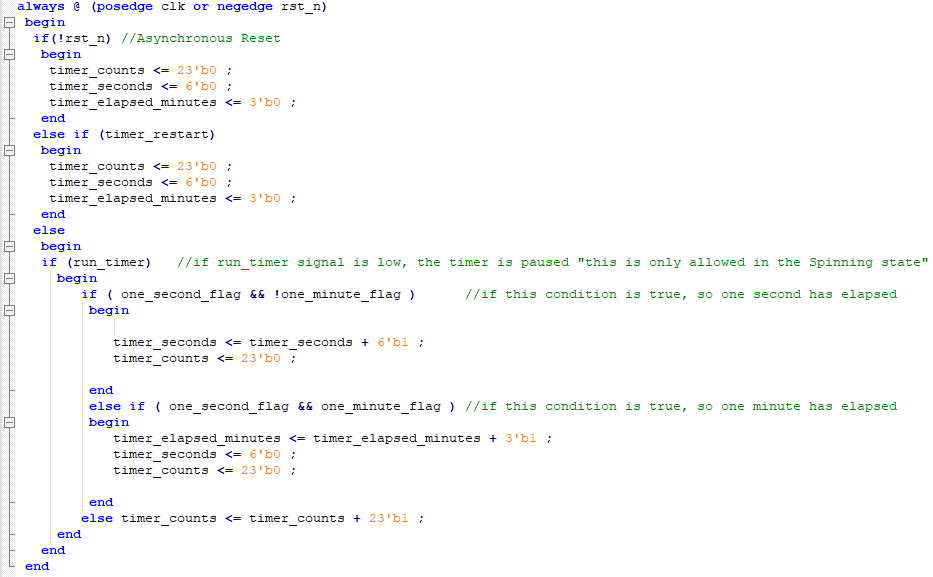 always @ (posedge clk or negedge rst_n)
begin
if(!rst_n) //Asynchronous Reset
begin
timer_counts <= 23'b0 ;
timer_seconds <= 6'b0 ;
timer_elapsed_minutes <= 3'b0 ;
end
else if (timer_restart)
begin
timer_counts <= 23'b0 ;
timer_seconds <= 6'b0 ;
timer_elapsed_minutes <= 3'b0 ;
end
else
begin
if (run_timer) //if run_timer signal is low, the timer is paused "this is only allowed in the Spinning state"
begin
if ( one_second_flag && !one_minute_flag ) //if this condition is true, so one second has elapsed
begin
timer_seconds <= timer_seconds + 6'b1 ;
timer_counts <= 23'b0 ;
end
else if ( one_second_flag && one_minute_flag ) //if this condition is true, so one minute has elapsed
begin
timer_elapsed_minutes <= timer_elapsed_minutes + 3'b1 ;
timer_seconds <= 6'b0 ;
timer_counts <= 23'b0 ;
end
else timer_counts <= timer_counts + 23'b1 ;
end
end
end